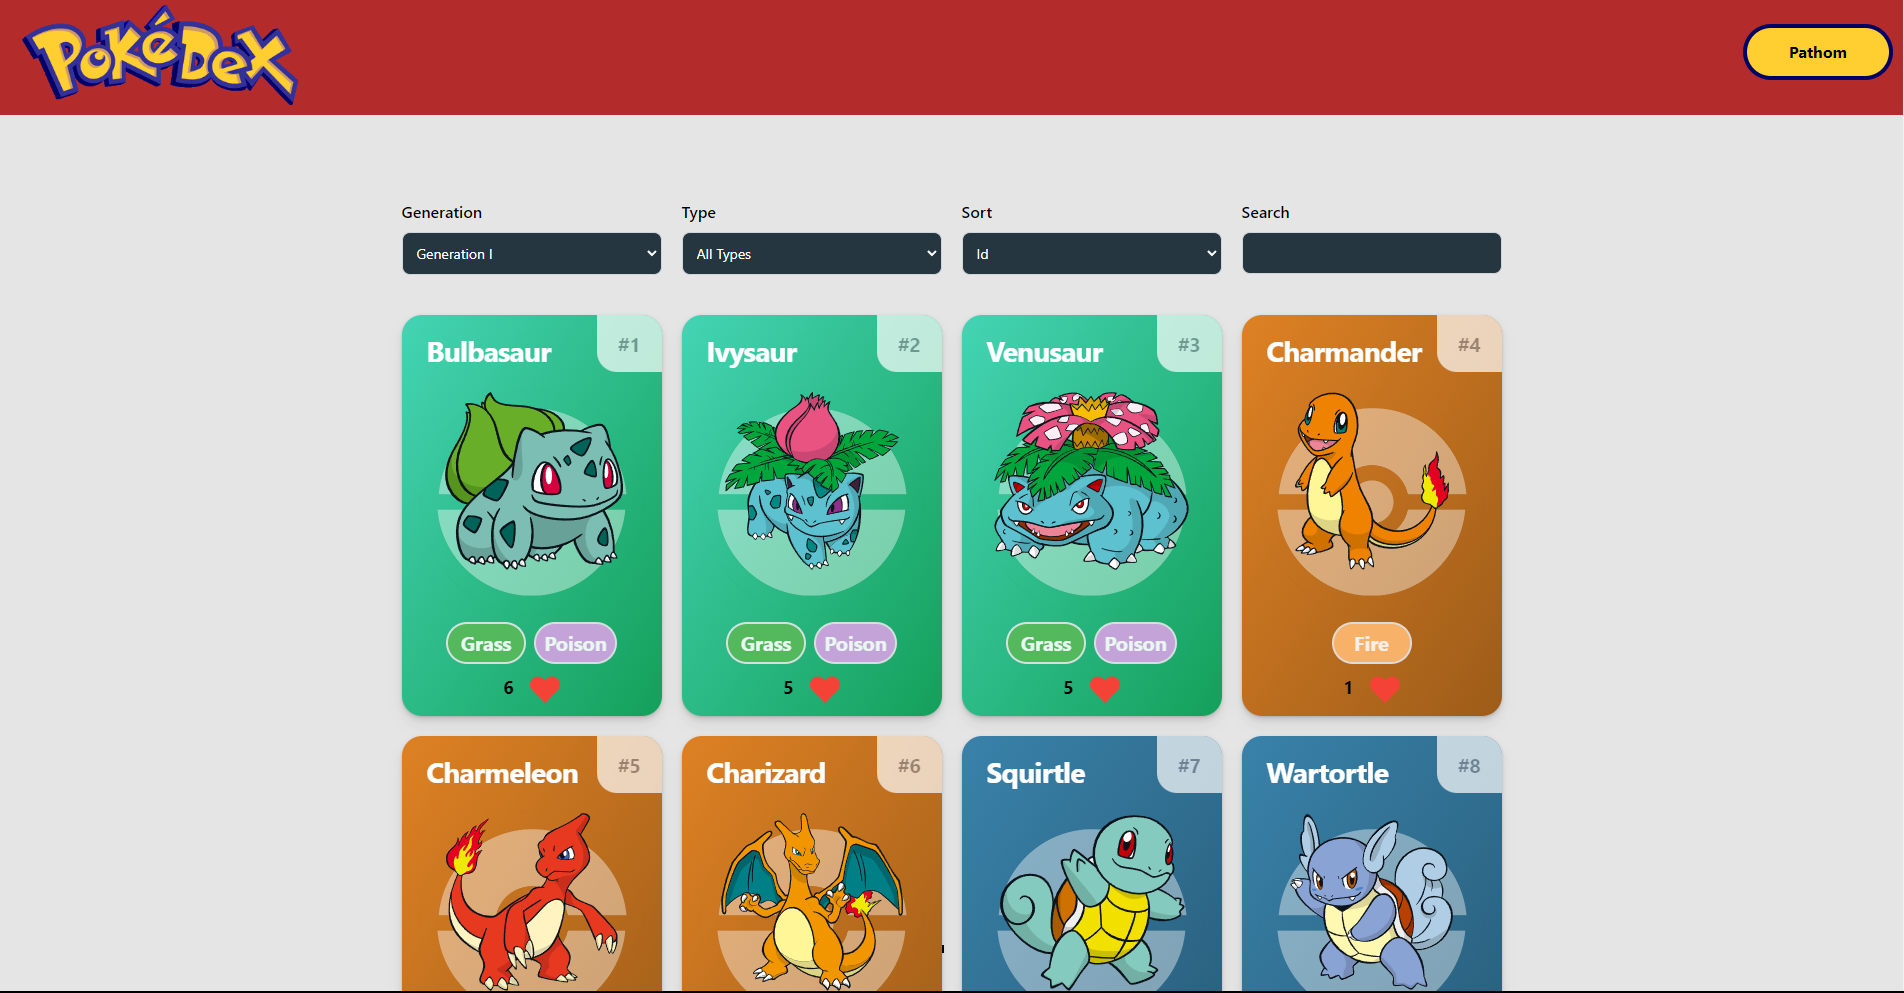 PoKéDex
Pathom
Generation
Type
Sort
Search
Generation I
All Types
Id
Bulbasaur
#1
Ivysaur
#2
Venusaur
#3
Charmander
#4
Grass Poison
Grass Poison
Grass Poison
Fire
6
5
5
1
Charmeleon
#5
Charizard
#6
Squirtle
#7
Wartortle
#8